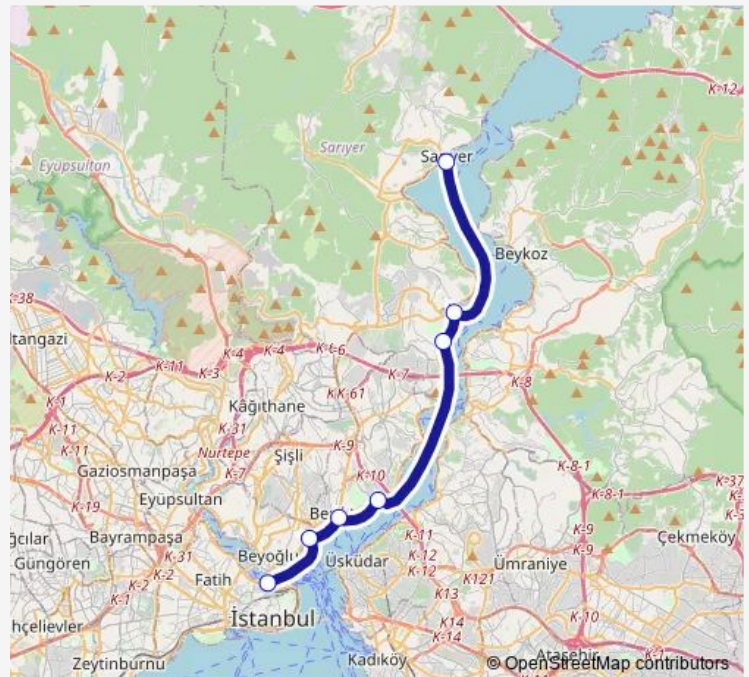 K-12
Sarıyer
Eyüpsultan
Beykoz
K-38
ltangazi
K-4
K-4
K-6
K-11
K-7
K-8
K-2
K-3
K-1
KK-61
K-11
Kâğıthane
K-31
K-9
Şişli
Nurtepe
K-7
Gaziosmanpaşa
K-10
K-8-1
K-37
K-8-1
Eyüpsultan
K-19
Bayrampaşa
K-31
K-11
K-9
Çekmeköy
ğcılar
Güngören
K-2
K-2
Beyoğlu
Üsküdar
K-12
K-12
K121
Ümraniye
K-1
Fatih
K13
K14
K-14
K-10
İstanbul
hçelievler
Zeytinburnu
Kadıköy
Ataşehir
K-1
© OpenStreetMap contributors